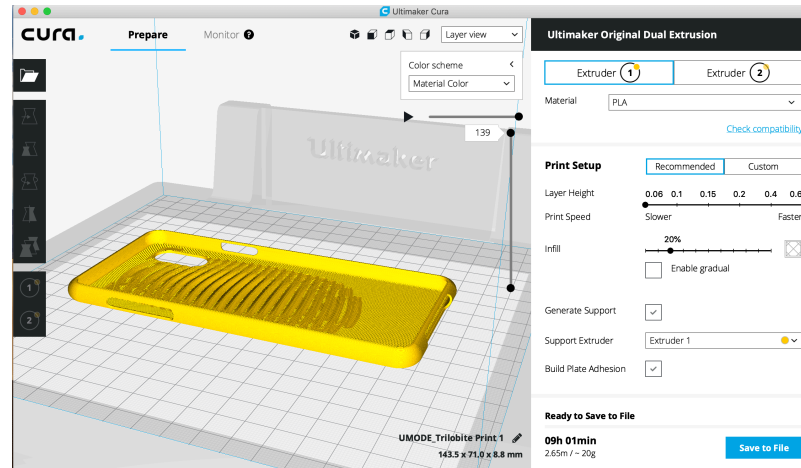 Ultimaker Cura
cura.
Prepare
Monitor ?
Layer view
Color scheme
Material Color
139
Ultimaker
1
2
UMODE_Trilobite Print 1
143.5 x 71.0 x 8.8 mm
Ultimaker Original Dual Extrusion
Extruder 1
Extruder 2
Material
PLA
Check compatibility
Print Setup
Recommended
Custom
Layer Height
0.06 0.1 0.15 0.2 0.4 0.6
Print Speed
Slower
Faster
Infill
20%
Enable gradual
Generate Support
Support Extruder
Extruder 1
Build Plate Adhesion
Ready to Save to File
09h 01min
2.65m / ~ 20g
Save to File